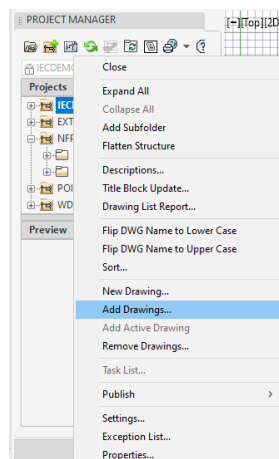 PROJECT MANAGER
[-][Top][2D
IECDEMO
Projects
IEC
EXT
NFP
POI
WD
Preview
Close
Expand All
Collapse All
Add Subfolder
Flatten Structure
Descriptions...
Title Block Update...
Drawing List Report...
Flip DWG Name to Lower Case
Flip DWG Name to Upper Case
Sort...
New Drawing...
Add Drawings...
Add Active Drawing
Remove Drawings...
Task List...
Publish
Settings...
Exception List...
Properties...